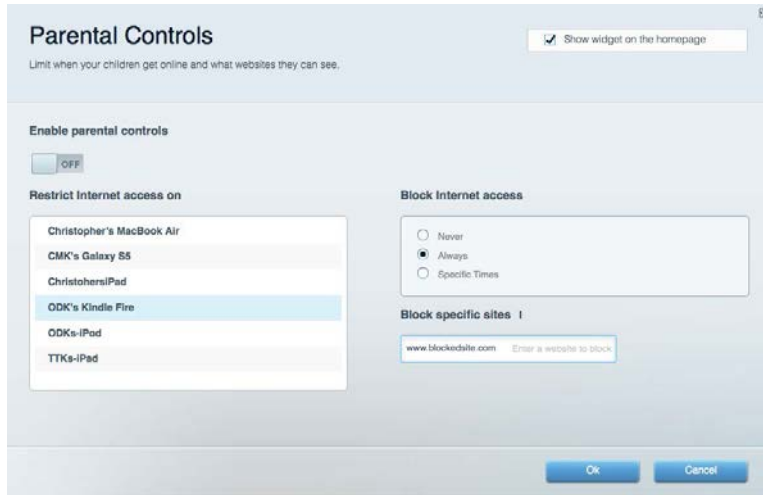 Parental Controls
Show widget on the homepage
Limit when your children get online and what websites they can see.
Enable parental controls
OFF
Restrict Internet access on
Block Internet access
Christopher's MacBook Air
CMK's Galaxy S5
ChristohersiPad
ODK's Kindle Fire
ODKs-iPod
TTKs-iPad
Never
Always
Specific Times
Block specific sites |
www.blockedsite.com Enter a website to block
Ok
Cancel